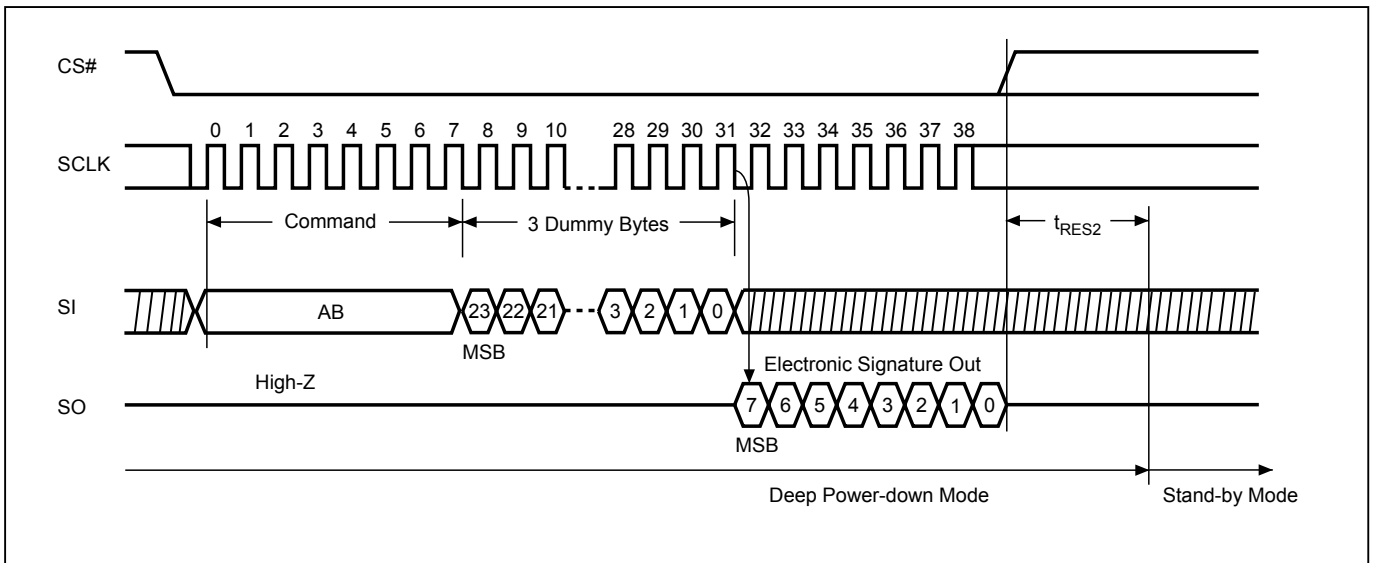 CS#
0 1 2 3 4 5 6 7 8 9 10 28 29 30 31 32 33 34 35 36 37 38
SCLK
Command
3 Dummy Bytes
tRES2
SI
AB
23 22 21 3 2 1 0
MSB
Electronic Signature Out
High-Z
SO
7 6 5 4 3 2 1 0
MSB
Deep Power-down Mode
Stand-by Mode